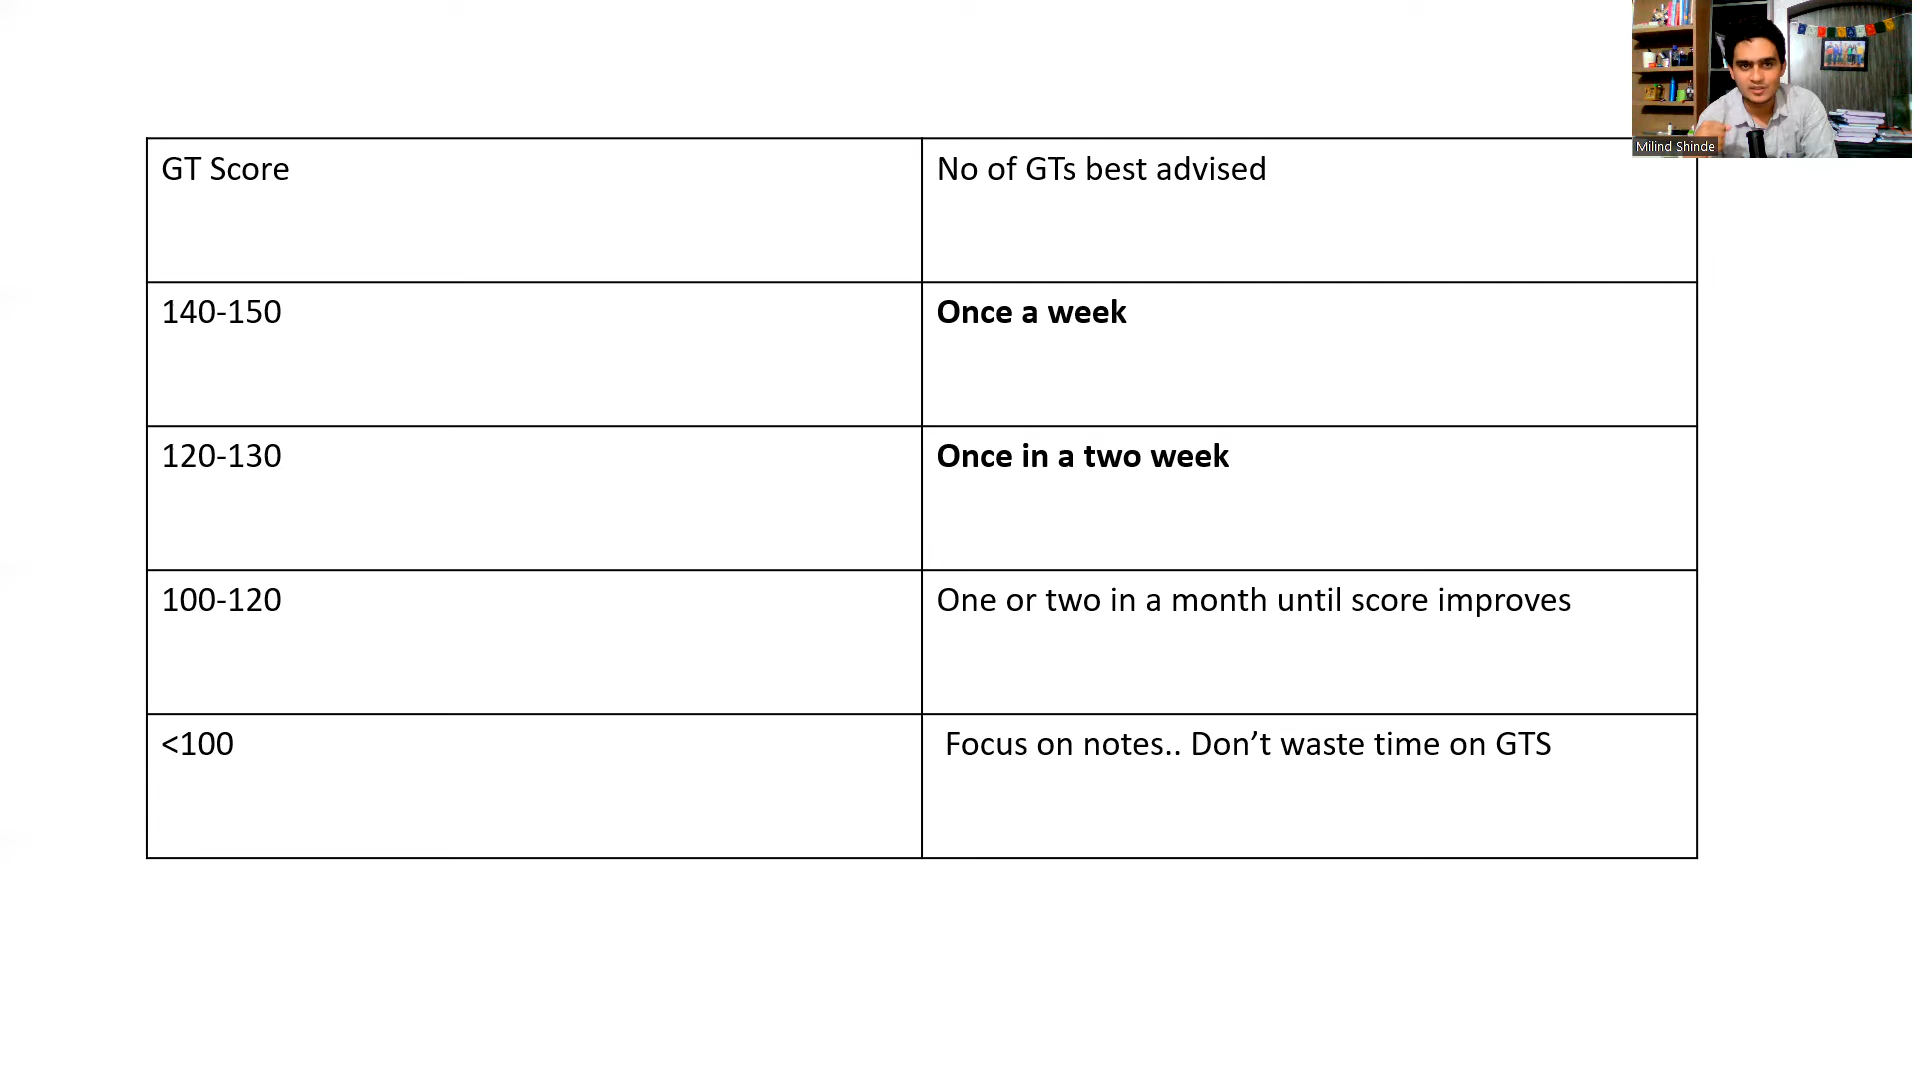 Milind Shinde
GT Score
No of GTs best advised
140-150
Once a week
120-130
Once in a two week
100-120
One or two in a month until score improves
<100
Focus on notes.. Don’t waste time on GTS